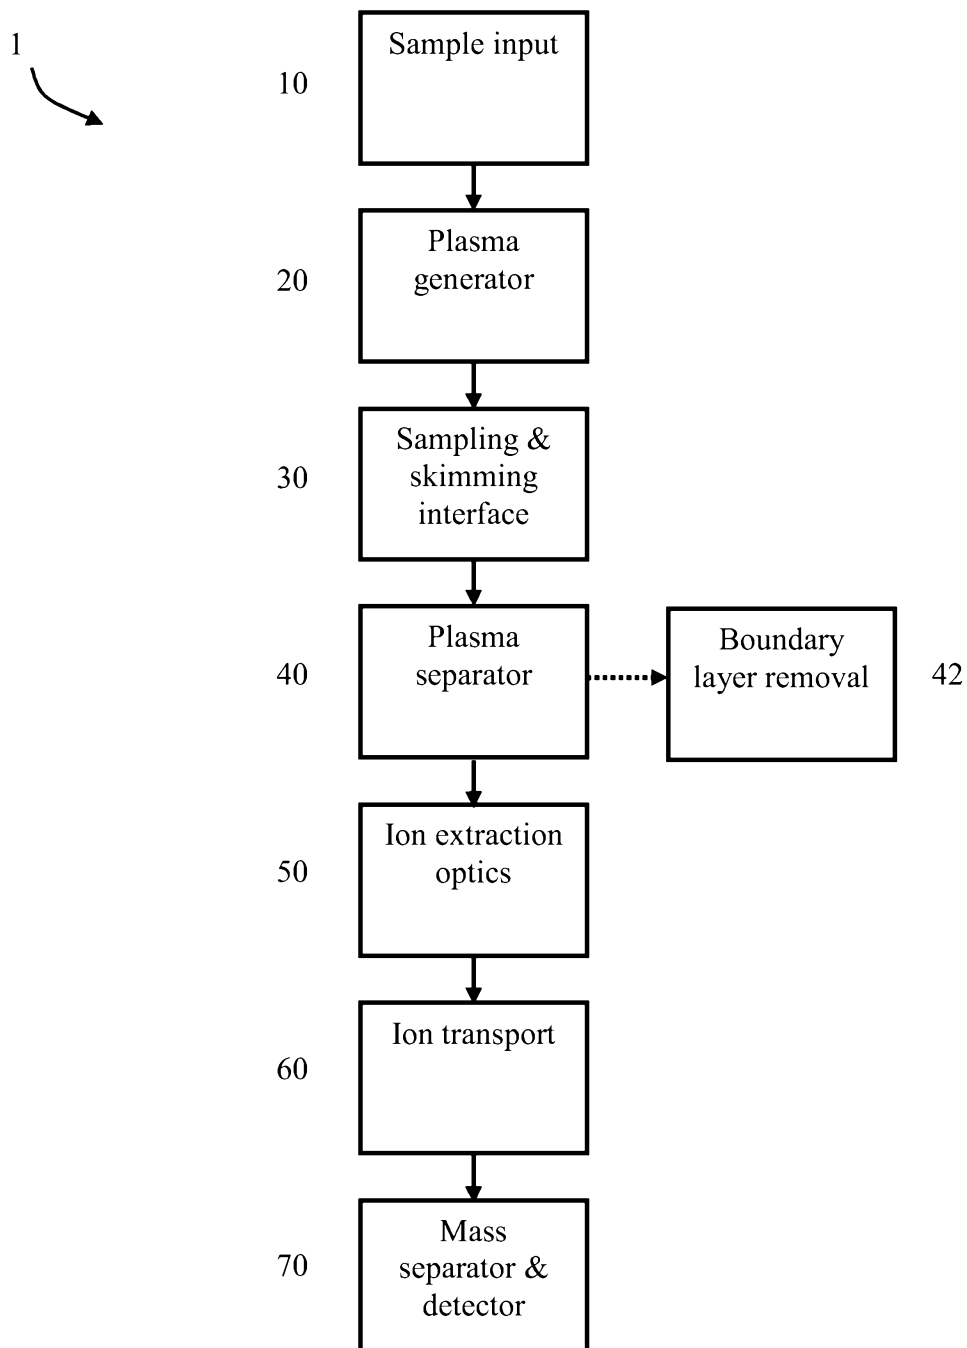 1
Sample input
10
Plasma
generator
20
Sampling &
skimming
interface
30
Plasma
separator
40
Boundary
layer removal
42
Ion extraction
optics
50
Ion transport
60
Mass
separator &
detector
70